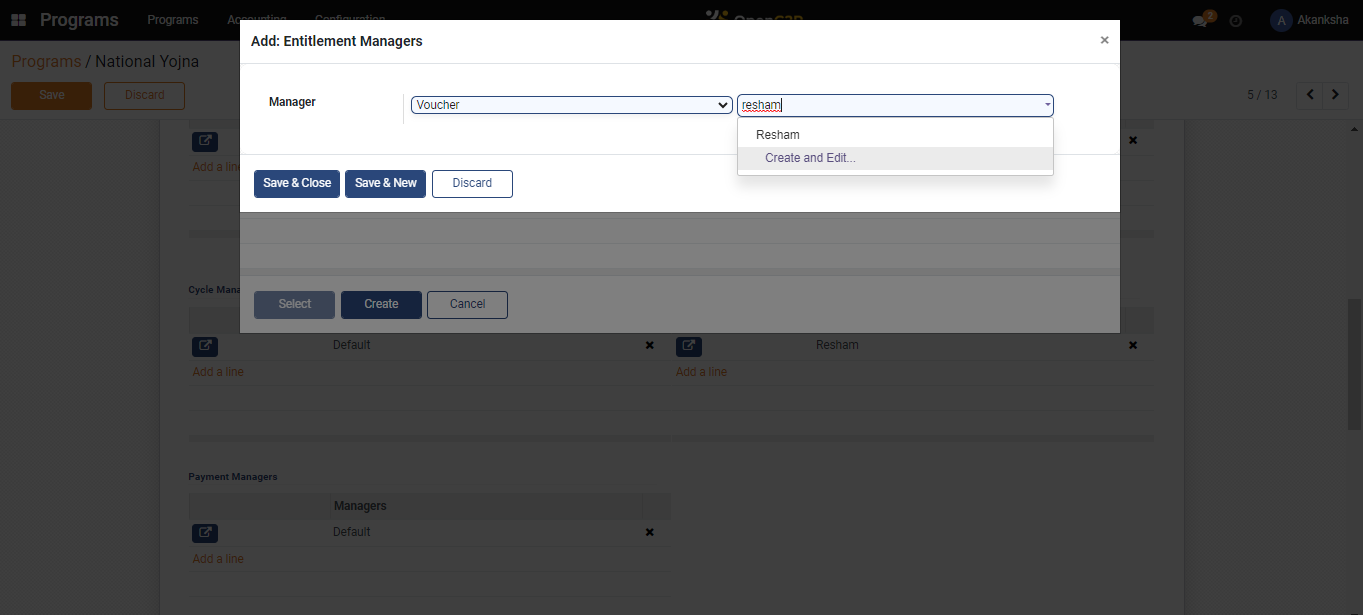 Programs Programs Accounting Configuration OpenG2P 2 A Akanksha
Add: Entitlement Managers ×
Programs / National Yojna
Save Discard 5 / 13
Manager Voucher resham
Resham
Create and Edit...
Add a line
Save & Close Save & New Discard
Cycle Mana
Select Create Cancel
Default Resham
Add a line Add a line
Payment Managers
Managers
Default
Add a line